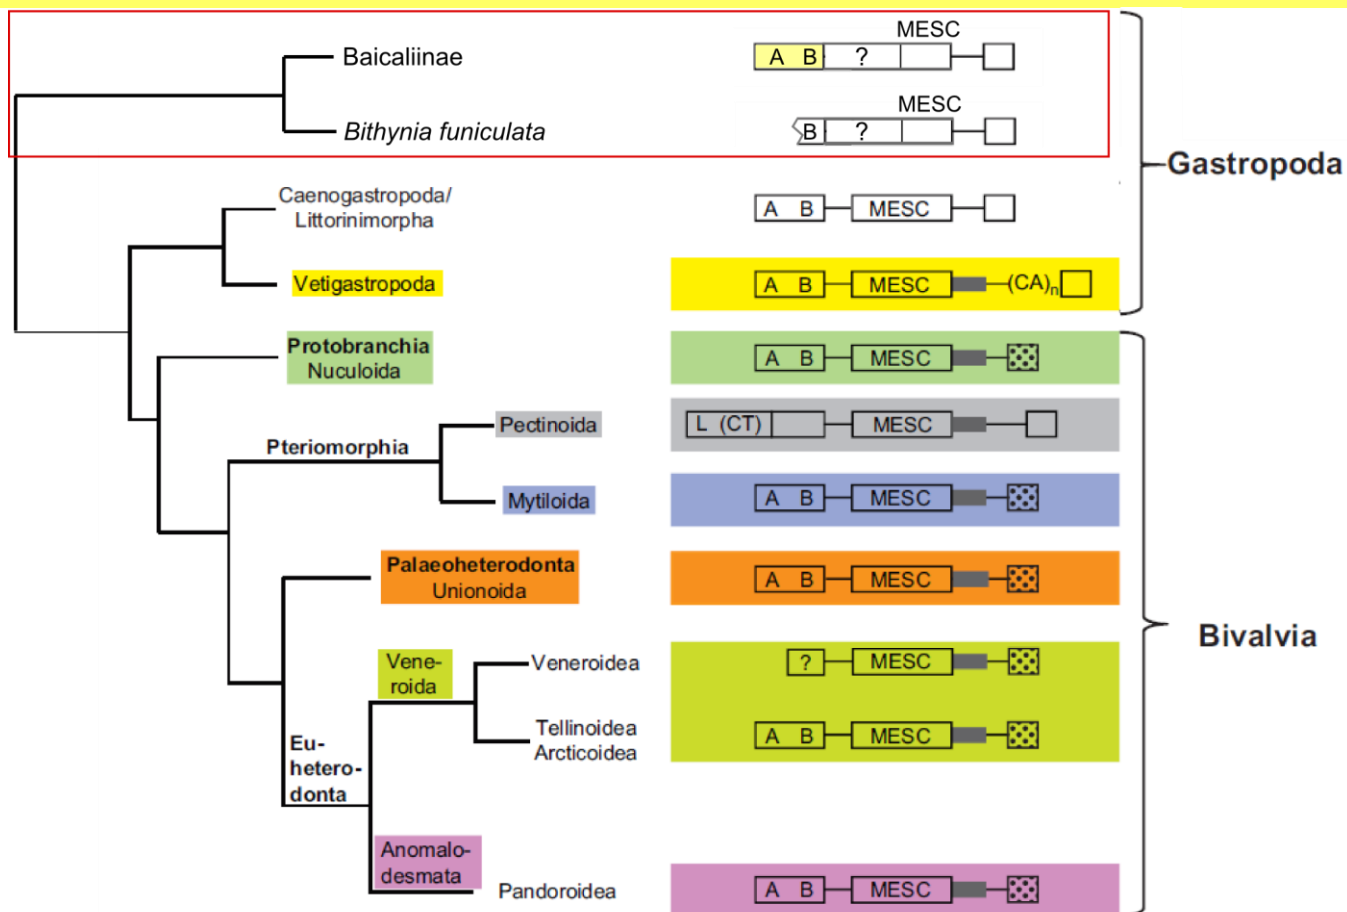 MESC
Baicaliinae
A B ?
MESC
Bithynia funiculata
B ?
Gastropoda
Caenogastropoda/
Littorinimorpha
A B MESC
Vetigastropoda
A B MESC (CA)n
Protobranchia
Nuculoida
A B MESC
Pectinoida
L (CT) MESC
Pteriomorphia
Mytiloida
A B MESC
Palaeoheterodonta
Unionoida
A B MESC
Bivalvia
Vene-
roida
Veneroidea
? MESC
Tellinoidea
Arcticoidea
A B MESC
Eu-
hetero-
donta
Anomalo-
desmata
Pandoroidea
A B MESC